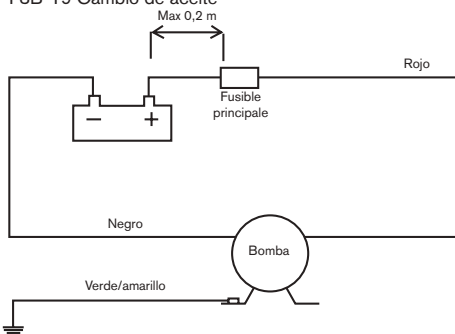 Max 0,2 m
Rojo
Fusible
principale
− +
Negro
Bomba
Verde/amarillo